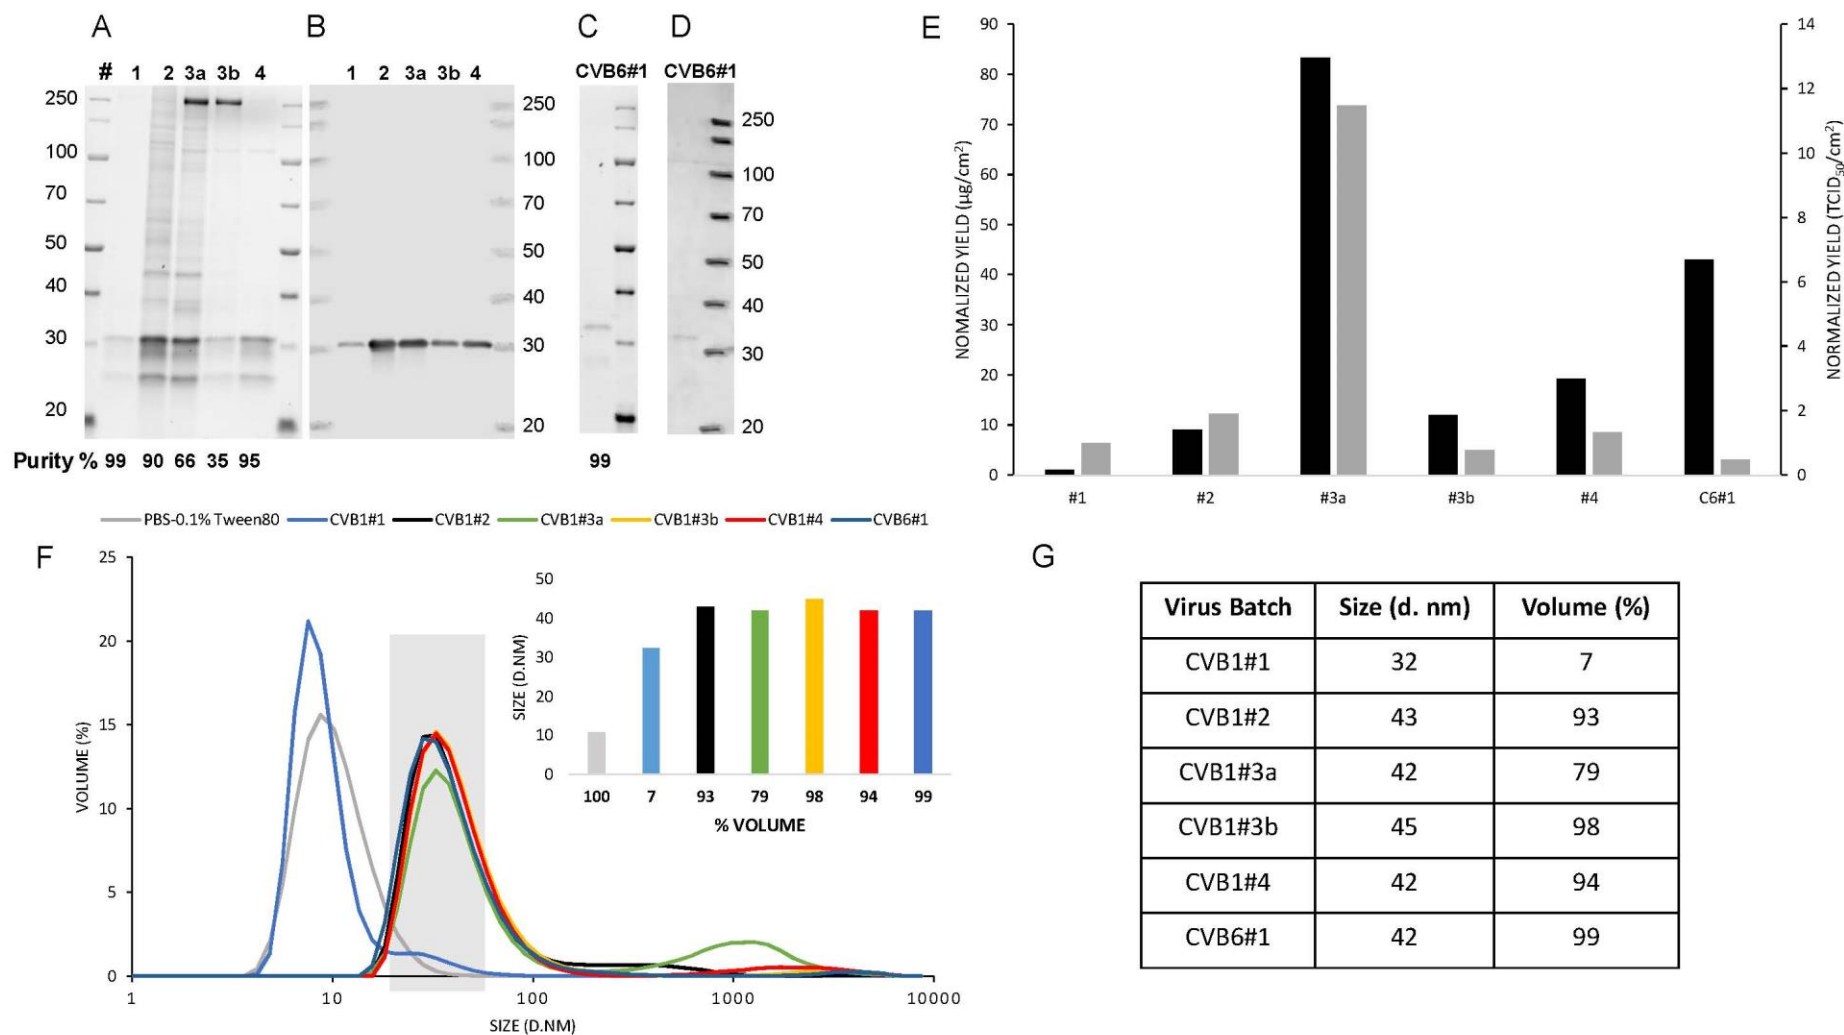 A
# 1 2 3a 3b 4
250
100
70
50
40
30
20
Purity % 99 90 66 35 95
B
1 2 3a 3b 4
250
100
70
50
40
30
20
C
CVB6#1
99
D
CVB6#1
250
100
70
50
40
30
20
E
NOMALIZED YIELD (µg/cm²)
90
80
70
60
50
40
30
20
10
0
14
12
10
8
6
4
2
0
NORMALIZED YIELD (TCID₅₀/cm²)
#1 #2 #3a #3b #4 C6#1
PBS-0.1% Tween80 CVB1#1 CVB1#2 CVB1#3a CVB1#3b CVB1#4 CVB6#1
F
VOLUME (%)
25
20
15
10
5
0
1 10 100 1000 10000
SIZE (D.NM)
SIZE (D.NM)
50
40
30
20
10
0
100 7 93 79 98 94 99
% VOLUME
G
Virus Batch Size (d. nm) Volume (%)
CVB1#1 32 7
CVB1#2 43 93
CVB1#3a 42 79
CVB1#3b 45 98
CVB1#4 42 94
CVB6#1 42 99